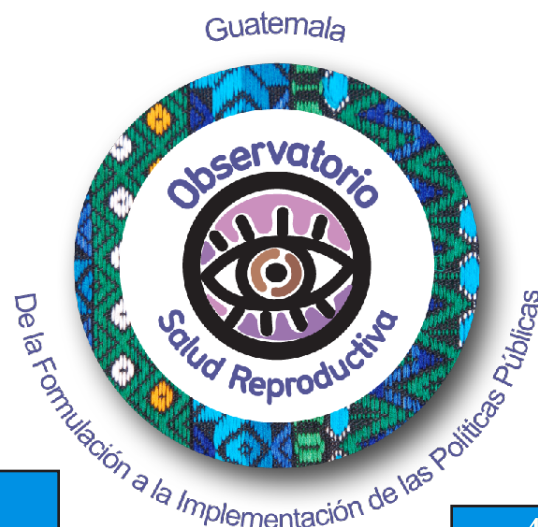 Guatemala
Observatorio
Salud Reproductiva
De la Formulación a la Implementación de las Políticas Públicas